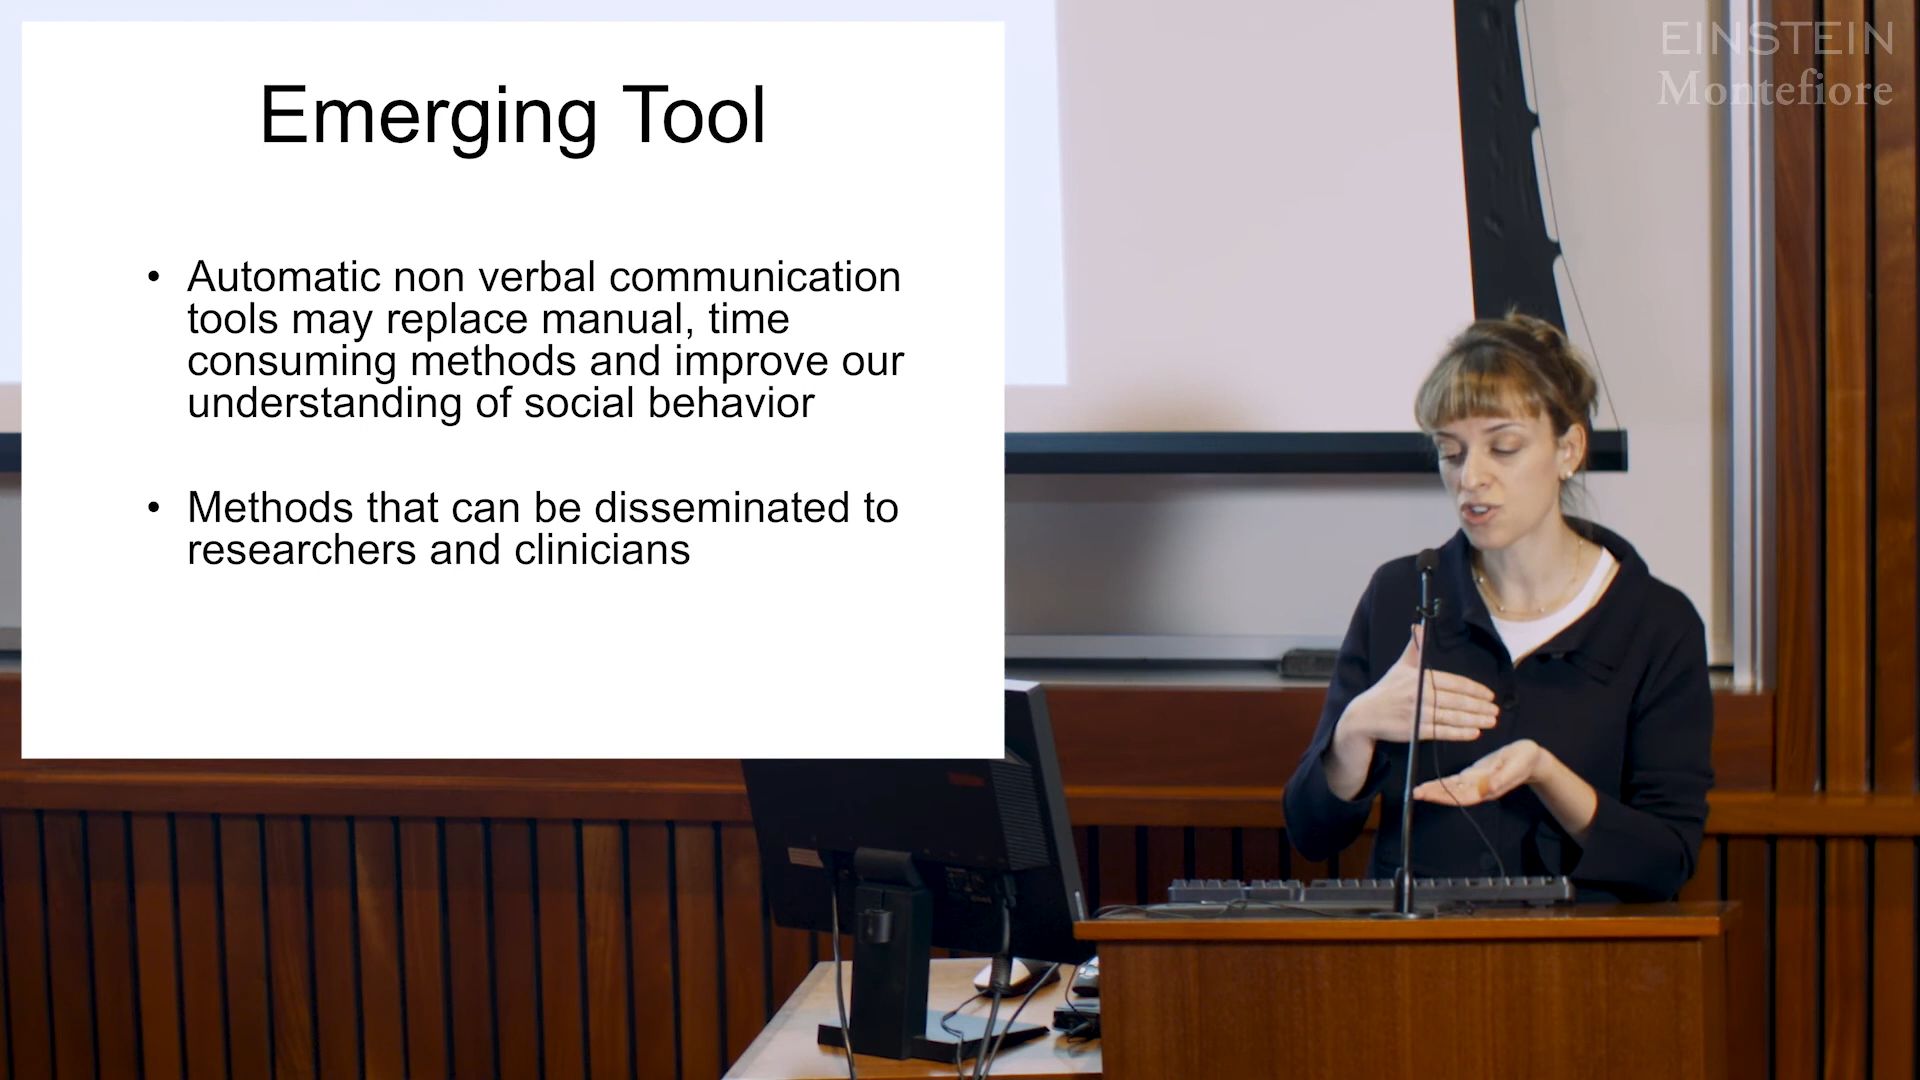 EINSTEIN
Montefiore
Emerging Tool
• Automatic non verbal communication
tools may replace manual, time
consuming methods and improve our
understanding of social behavior
• Methods that can be disseminated to
researchers and clinicians